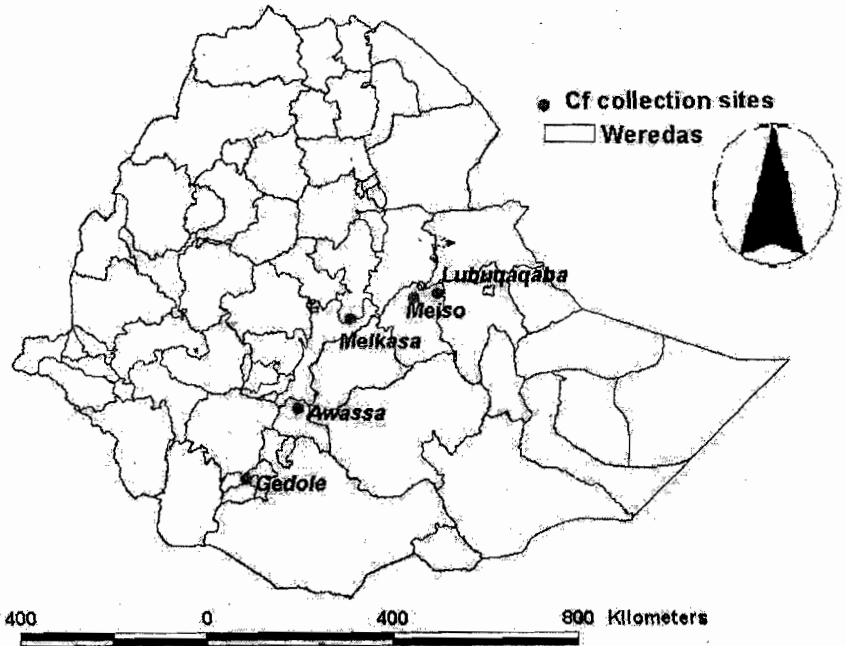 Cf collection sites
Weredas
Lubuqaqaba
Meiso
Melkasa
Awassa
Gedole
400 0 400 800 Kilometers